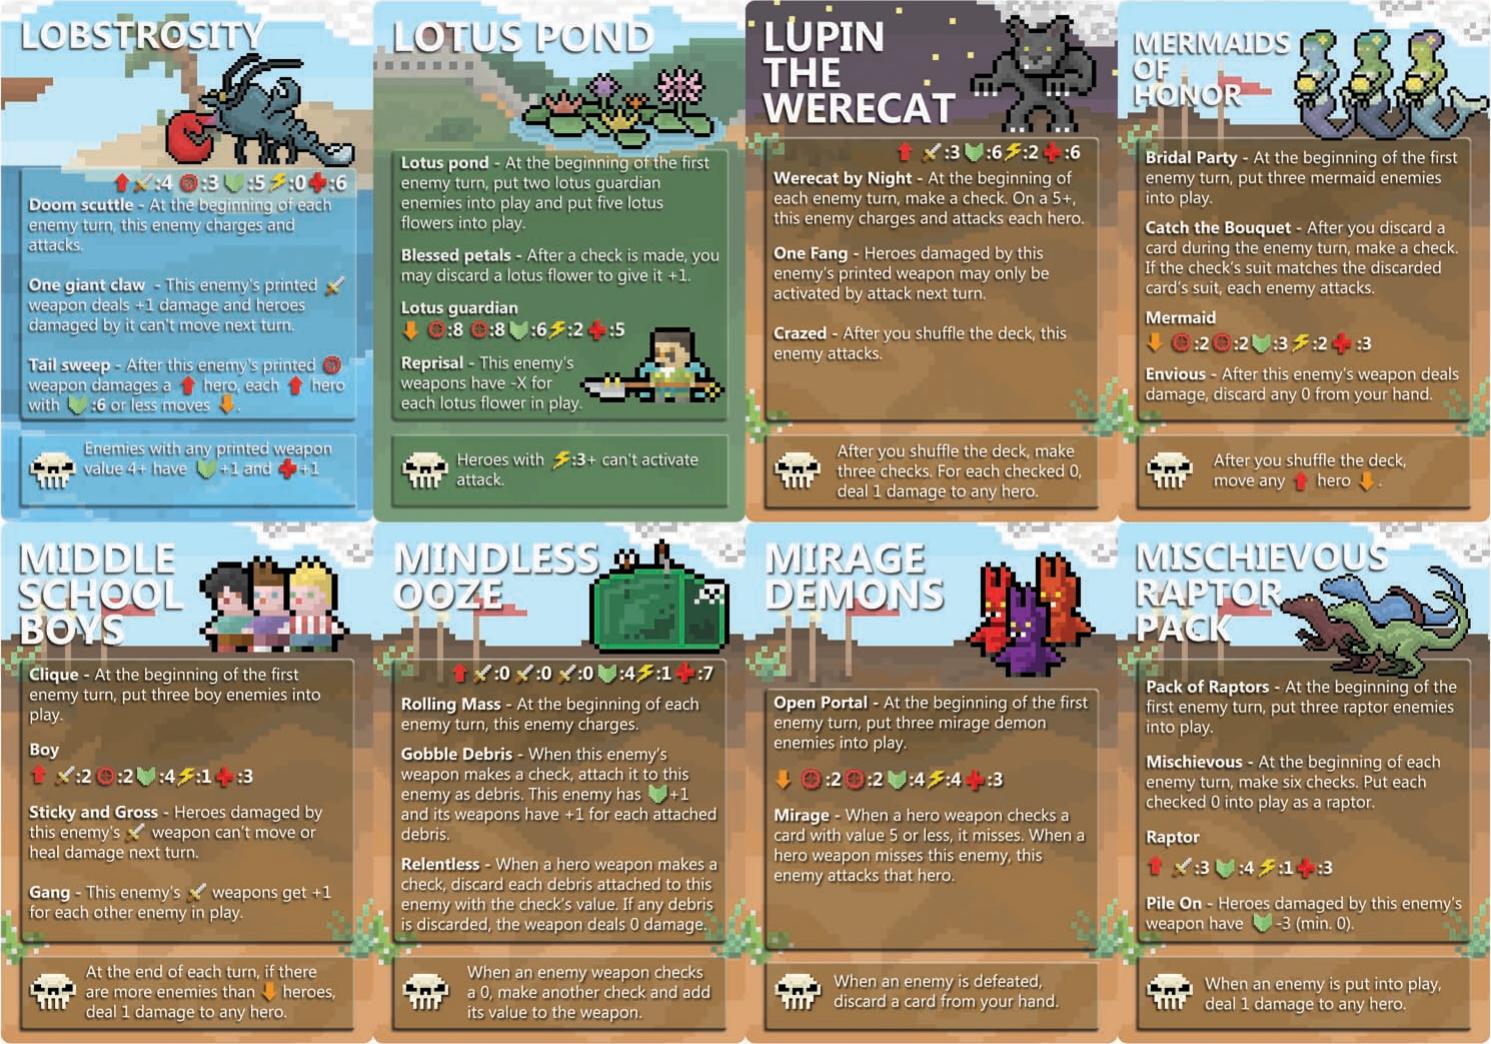 LOBSTROSITY
:4 :3 :5 :0 :6
Doom scuttle - At the beginning of each
enemy turn, this enemy charges and
attacks.
One giant claw - This enemy's printed
weapon deals +1 damage and heroes
damaged by it can't move next turn.
Tail sweep - After this enemy's printed
weapon damages a hero, each hero
with :6 or less moves .
Enemies with any printed weapon
value 4+ have +1 and +1
LOTUS POND
Lotus pond - At the beginning of the first
enemy turn, put two lotus guardian
enemies into play and put five lotus
flowers into play.
Blessed petals - After a check is made, you
may discard a lotus flower to give it +1.
Lotus guardian
:8 :8 :6 :2 :5
Reprisal - This enemy's
weapons have -X for
each lotus flower in play.
Heroes with :3+ can't activate
attack.
LUPIN
THE
WERECAT
:3 :6 :2 :6
Werecat by Night - At the beginning of
each enemy turn, make a check. On a 5+,
this enemy charges and attacks each hero.
One Fang - Heroes damaged by this
enemy's printed weapon may only be
activated by attack next turn.
Crazed - After you shuffle the deck, this
enemy attacks.
After you shuffle the deck, make
three checks. For each checked 0,
deal 1 damage to any hero.
MERMAIDS
OF
HONOR
Bridal Party - At the beginning of the first
enemy turn, put three mermaid enemies
into play.
Catch the Bouquet - After you discard a
card during the enemy turn, make a check.
If the check's suit matches the discarded
card's suit, each enemy attacks.
Mermaid
:2 :2 :3 :2 :3
Envious - After this enemy's weapon deals
damage, discard any 0 from your hand.
After you shuffle the deck,
move any hero .
MIDDLE
SCHOOL
BOYS
Clique - At the beginning of the first
enemy turn, put three boy enemies into
play.
Boy
:2 :2 :4 :1 :3
Sticky and Gross - Heroes damaged by
this enemy's weapon can't move or
heal damage next turn.
Gang - This enemy's weapons get +1
for each other enemy in play.
At the end of each turn, if there
are more enemies than heroes,
deal 1 damage to any hero.
MINDLESS
OOZE
:0 :0 :0 :4 :1 :7
Rolling Mass - At the beginning of each
enemy turn, this enemy charges.
Gobble Debris - When this enemy's
weapon makes a check, attach it to this
enemy as debris. This enemy has +1
and its weapons have +1 for each attached
debris.
Relentless - When a hero weapon makes a
check, discard each debris attached to this
enemy with the check's value. If any debris
is discarded, the weapon deals 0 damage.
When an enemy weapon checks
a 0, make another check and add
its value to the weapon.
MIRAGE
DEMONS
Open Portal - At the beginning of the first
enemy turn, put three mirage demon
enemies into play.
:2 :2 :4 :4 :3
Mirage - When a hero weapon checks a
card with value 5 or less, it misses. When a
hero weapon misses this enemy, this
enemy attacks that hero.
When an enemy is defeated,
discard a card from your hand.
MISCHIEVOUS
RAPTOR
PACK
Pack of Raptors - At the beginning of the
first enemy turn, put three raptor enemies
into play.
Mischievous - At the beginning of each
enemy turn, make six checks. Put each
checked 0 into play as a raptor.
Raptor
:3 :4 :1 :3
Pile On - Heroes damaged by this enemy's
weapon have -3 (min. 0).
When an enemy is put into play,
deal 1 damage to any hero.